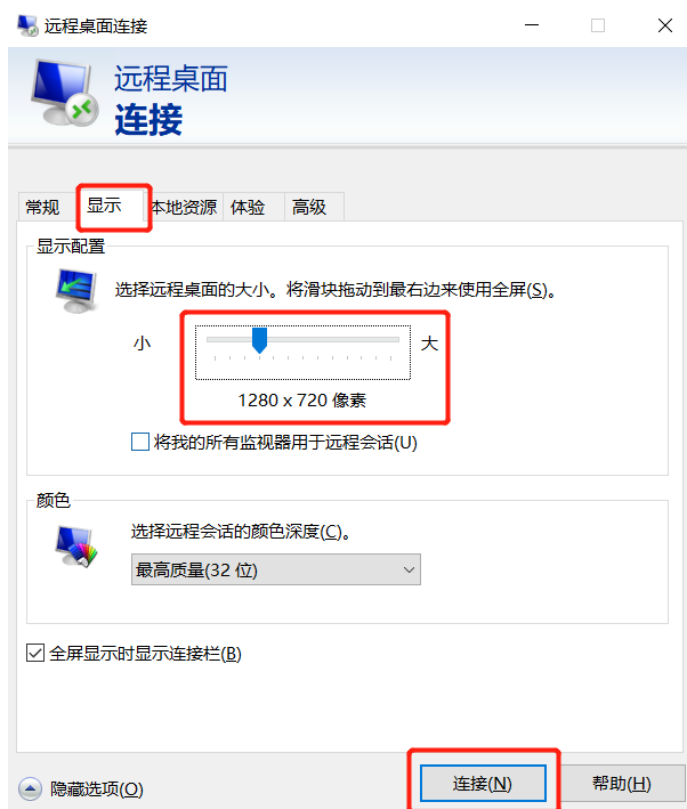 远程桌面连接
远程桌面
连接
常规 显示 本地资源 体验 高级
显示配置
选择远程桌面的大小。将滑块拖动到最右边来使用全屏(S)。
小 大
1280 x 720 像素
将我的所有监视器用于远程会话(U)
颜色
选择远程会话的颜色深度(C)。
最高质量(32 位)
全屏显示时显示连接栏(B)
隐藏选项(O) 连接(N) 帮助(H)